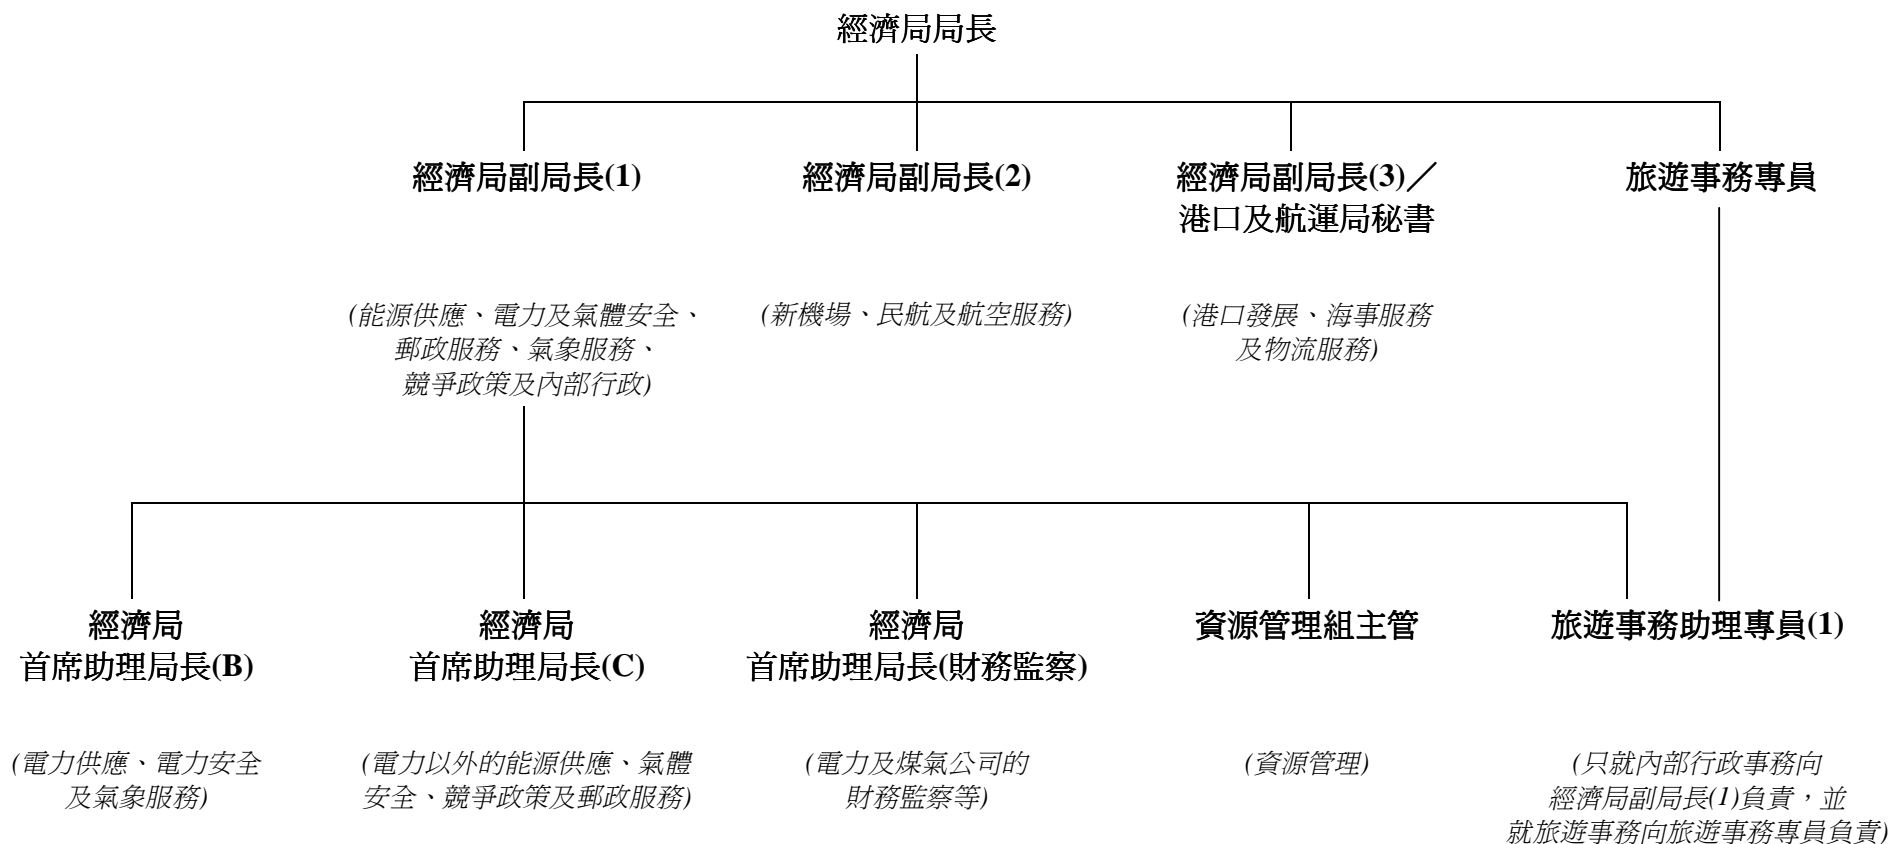 經濟局局長
經濟局副局長(1)
經濟局副局長(2)
經濟局副局長(3)／
港口及航運局秘書
旅遊事務專員
(能源供應、電力及氣體安全、
郵政服務、氣象服務、
競爭政策及內部行政)
(新機場、民航及航空服務)
(港口發展、海事服務
及物流服務)
經濟局
首席助理局長(B)
經濟局
首席助理局長(C)
經濟局
首席助理局長(財務監察)
資源管理組主管
旅遊事務助理專員(1)
(電力供應、電力安全
及氣象服務)
(電力以外的能源供應、氣體
安全、競爭政策及郵政服務)
(電力及煤氣公司的
財務監察等)
(資源管理)
(只就內部行政事務向
經濟局副局長(1)負責，並
就旅遊事務向旅遊事務專員負責)